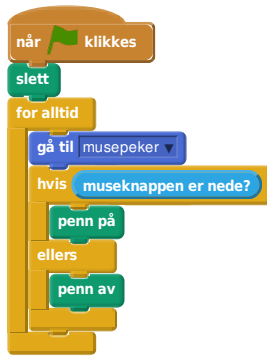 når klikkes
slett
for alltid
gå til musepeker
hvis museknappen er nede?
penn på
ellers
penn av